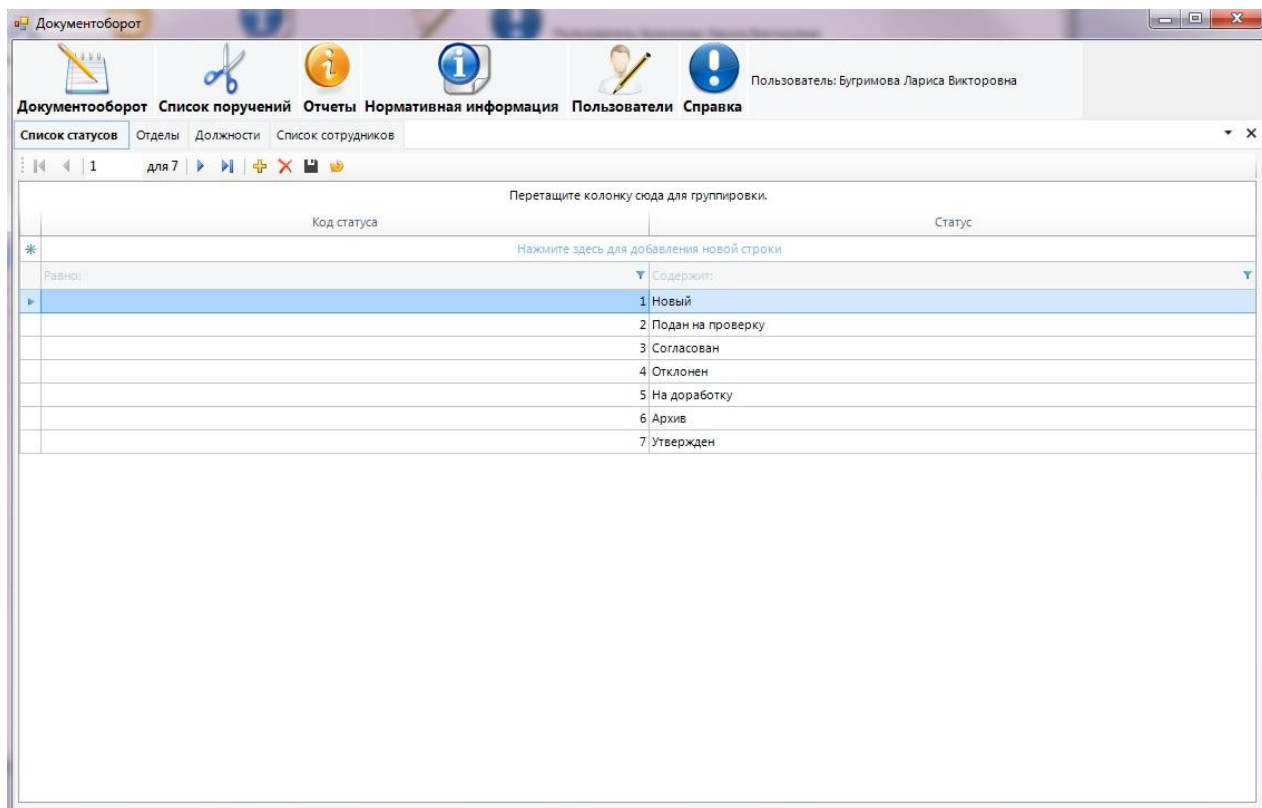 Документоборот
Документооборот Список поручений Отчеты Нормативная информация Пользователи Справка
Пользователь: Бугримова Лариса Викторовна
Список статусов Отделы Должности Список сотрудников
1 для 7
Перетащите колонку сюда для группировки.
Код статуса Статус
Нажмите здесь для добавления новой строки
Равно: Содержит:
1 Новый
2 Подан на проверку
3 Согласован
4 Отклонен
5 На доработку
6 Архив
7 Утвержден